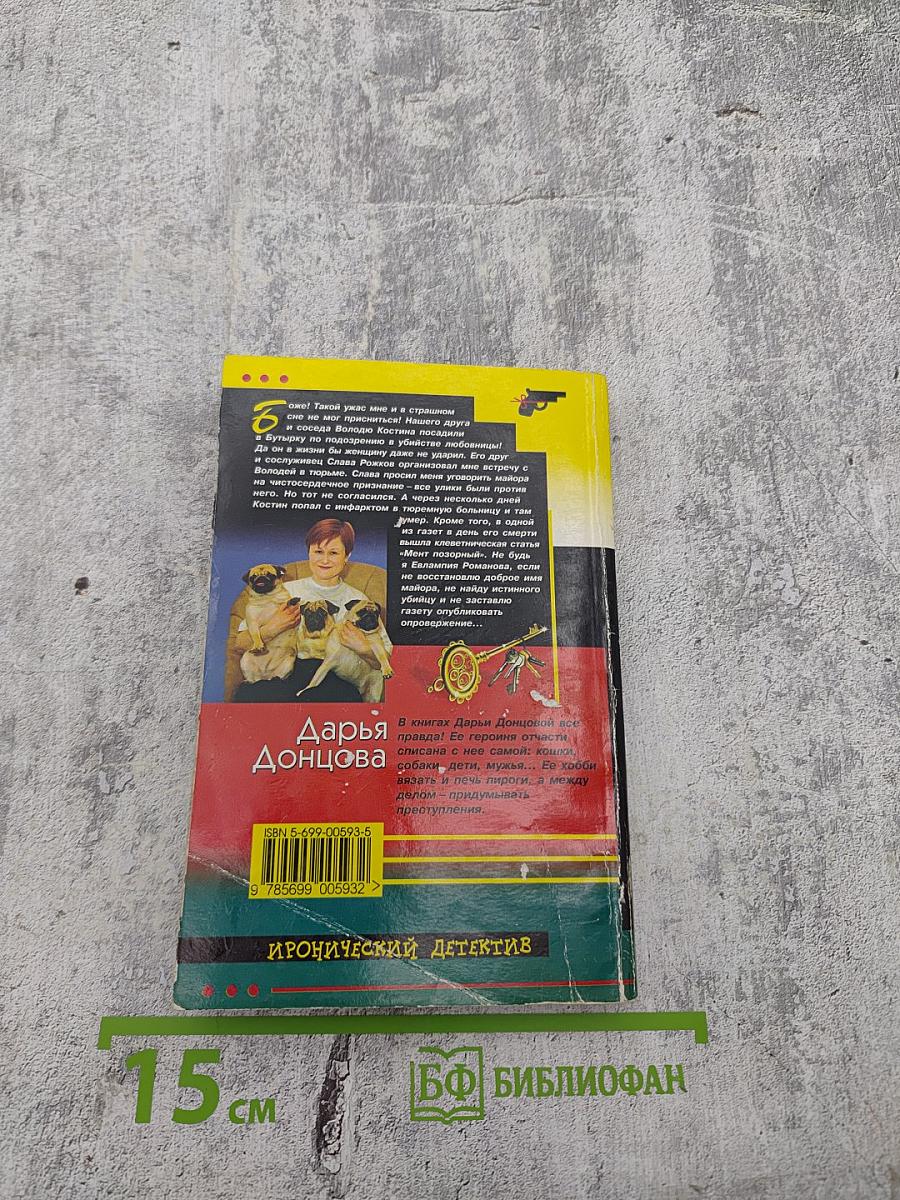 Боже! Такой ужас мне и в страшном
сне не мог присниться! Нашего друга
и соседа Володю Костина посадили
в Бутырку по подозрению в убийстве любовницы!
Да он в жизни бы женщину даже не ударил. Его друг
и сослуживец Слава Рожков организовал мне встречу с
Володей в тюрьме. Слава просил меня уговорить майора
на чистосердечное признание – все улики были против
него. Но тот не согласился. А через несколько дней
Костин попал с инфарктом в тюремную больницу и там
умер. Кроме того, в одной
из газет в день его смерти
вышла клеветническая статья
«Мент позорный». Не будь
я Евлампия Романова, если
не восстановлю доброе имя
майора, не найду истинного
убийцу и не заставлю
газету опубликовать
опровержение...
Дарья
Донцова
В книгах Дарьи Донцовой все
правда! Ее героиня отчасти
списана с нее самой: кошки,
собаки, дети, мужья... Ее хобби
вязать и печь пироги, а между
делом – придумывать
преступления.
ISBN 5-699-00593-5
9 785699 005932 >
ИРОНИЧЕСКИЙ ДЕТЕКТИВ
15 см
БФ БИБЛИОФАН